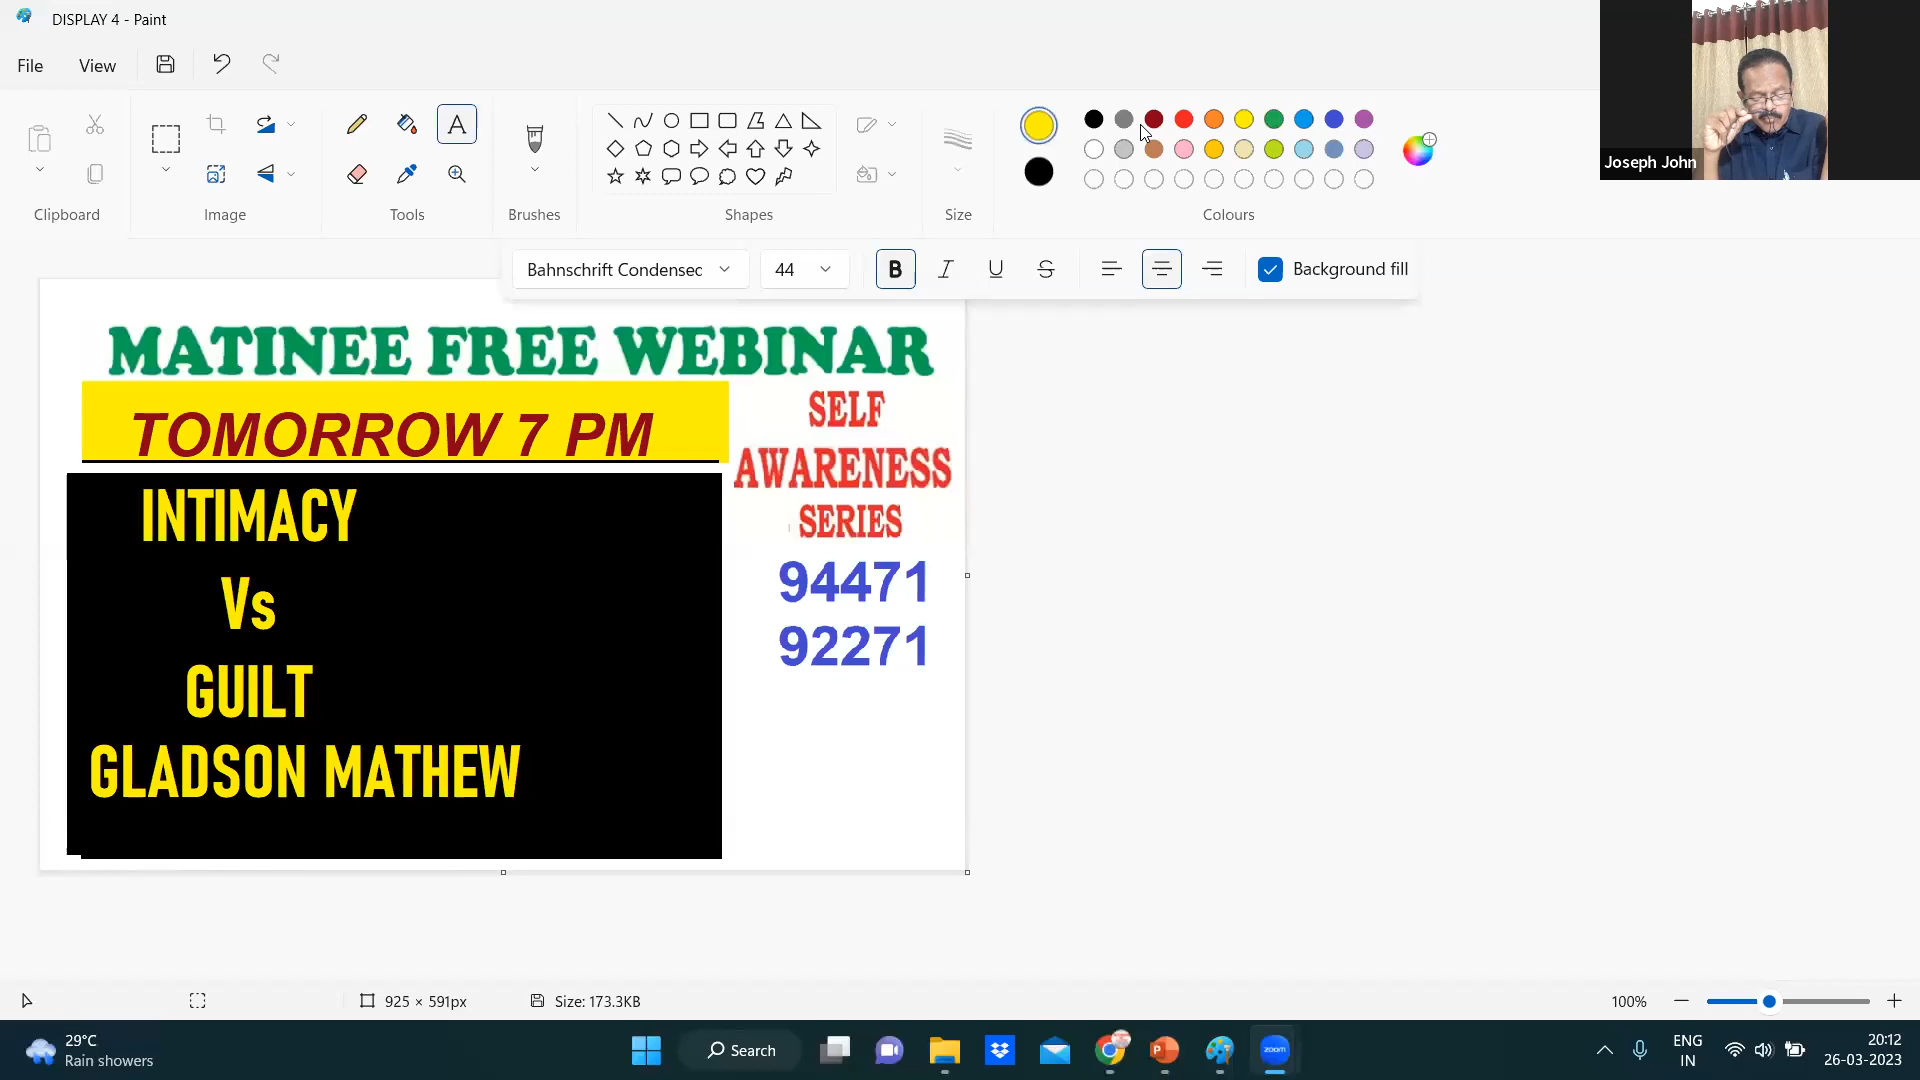 DISPLAY 4 - Paint
File
View
Clipboard
Image
Tools
Brushes
Shapes
Size
Colours
Joseph John
Bahnschrift Condensec
44
B
I
U
S
Background fill
MATINEE FREE WEBINAR
TOMORROW 7 PM
SELF
AWARENESS
SERIES
94471
92271
INTIMACY
Vs
GUILT
GLADSON MATHEW
925 × 591px
Size: 173.3KB
100%
29°C
Rain showers
Search
zoom
ENG
IN
20:12
26-03-2023